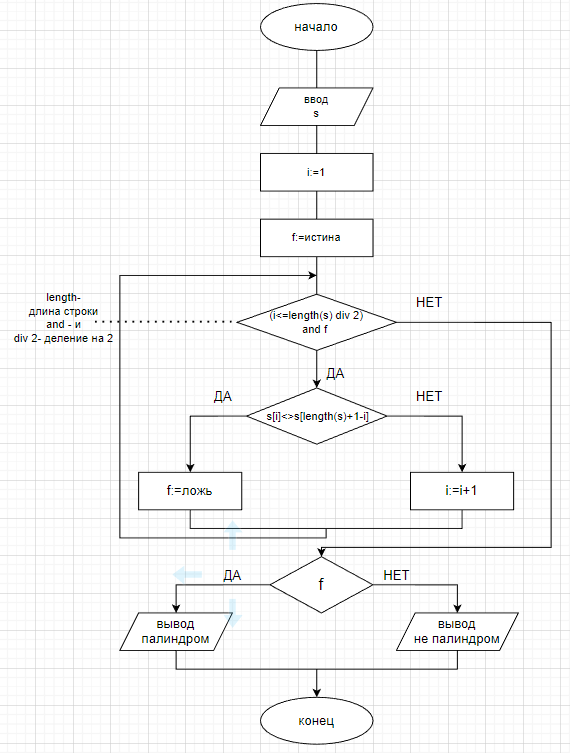 начало
ввод
s
i:=1
f:=истина
length-
длина строки
and - и
div 2- деление на 2
(i<=length(s) div 2)
and f
НЕТ
ДА
ДА
s[i]<>s[length(s)+1-i]
НЕТ
f:=ложь
i:=i+1
ДА
f
НЕТ
вывод
палиндром
вывод
не палиндром
конец